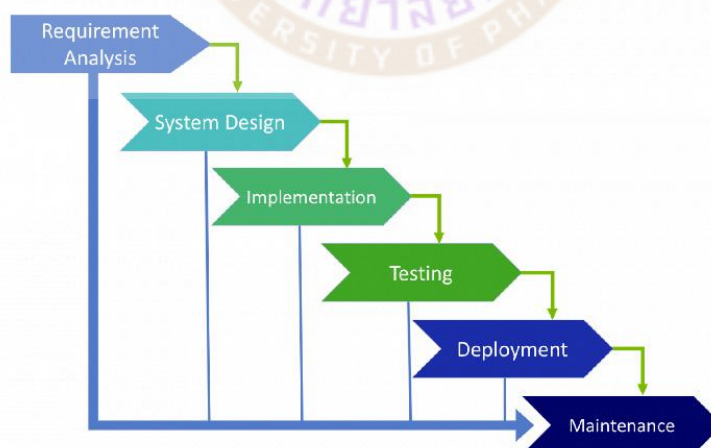 Requirement
Analysis
System Design
Implementation
Testing
Deployment
Maintenance